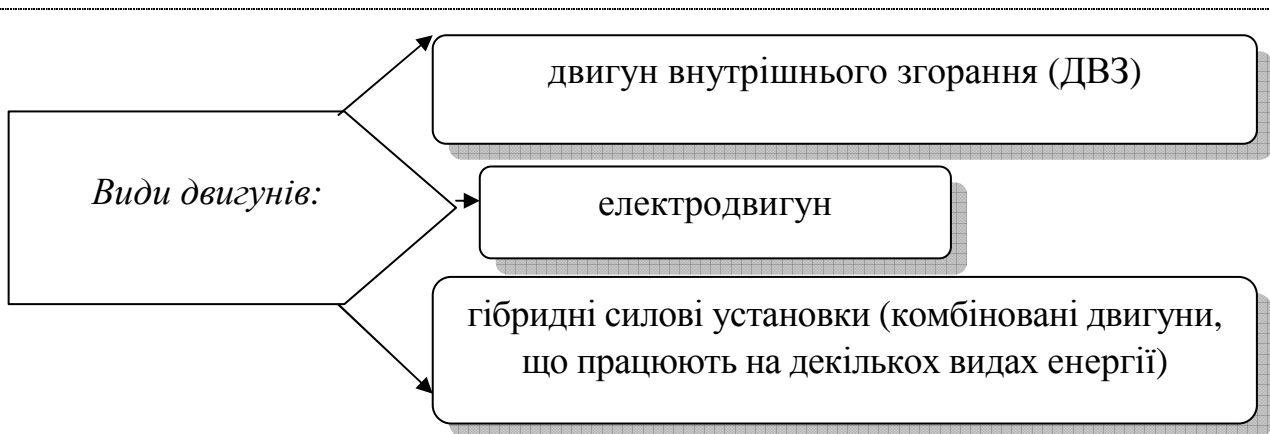 Види двигунів:
двигун внутрішнього згорання (ДВЗ)
електродвигун
гібридні силові установки (комбіновані двигуни,
що працюють на декількох видах енергії)